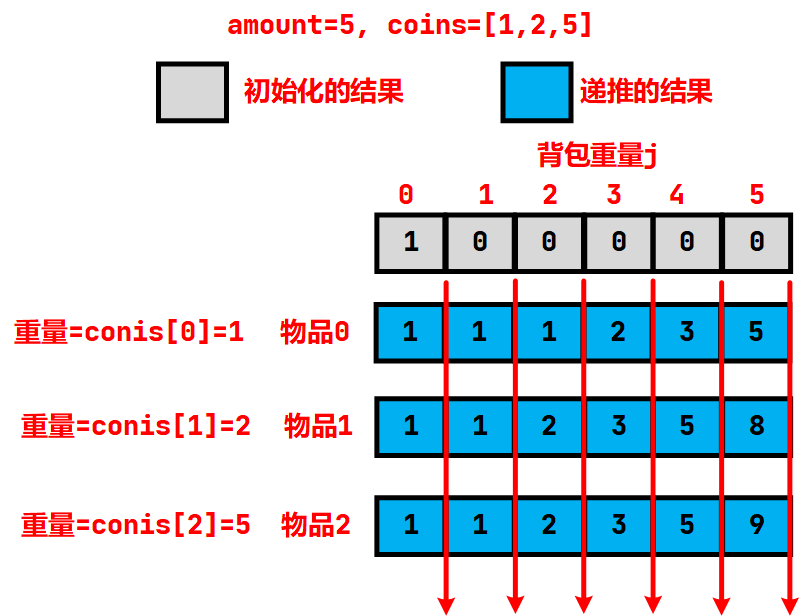 amount=5, coins=[1,2,5]
初始化的结果 递推的结果
背包重量j
0 1 2 3 4 5
1 0 0 0 0 0
重量=conis[0]=1 物品0 1 1 1 2 3 5
重量=conis[1]=2 物品1 1 1 2 3 5 8
重量=conis[2]=5 物品2 1 1 2 3 5 9